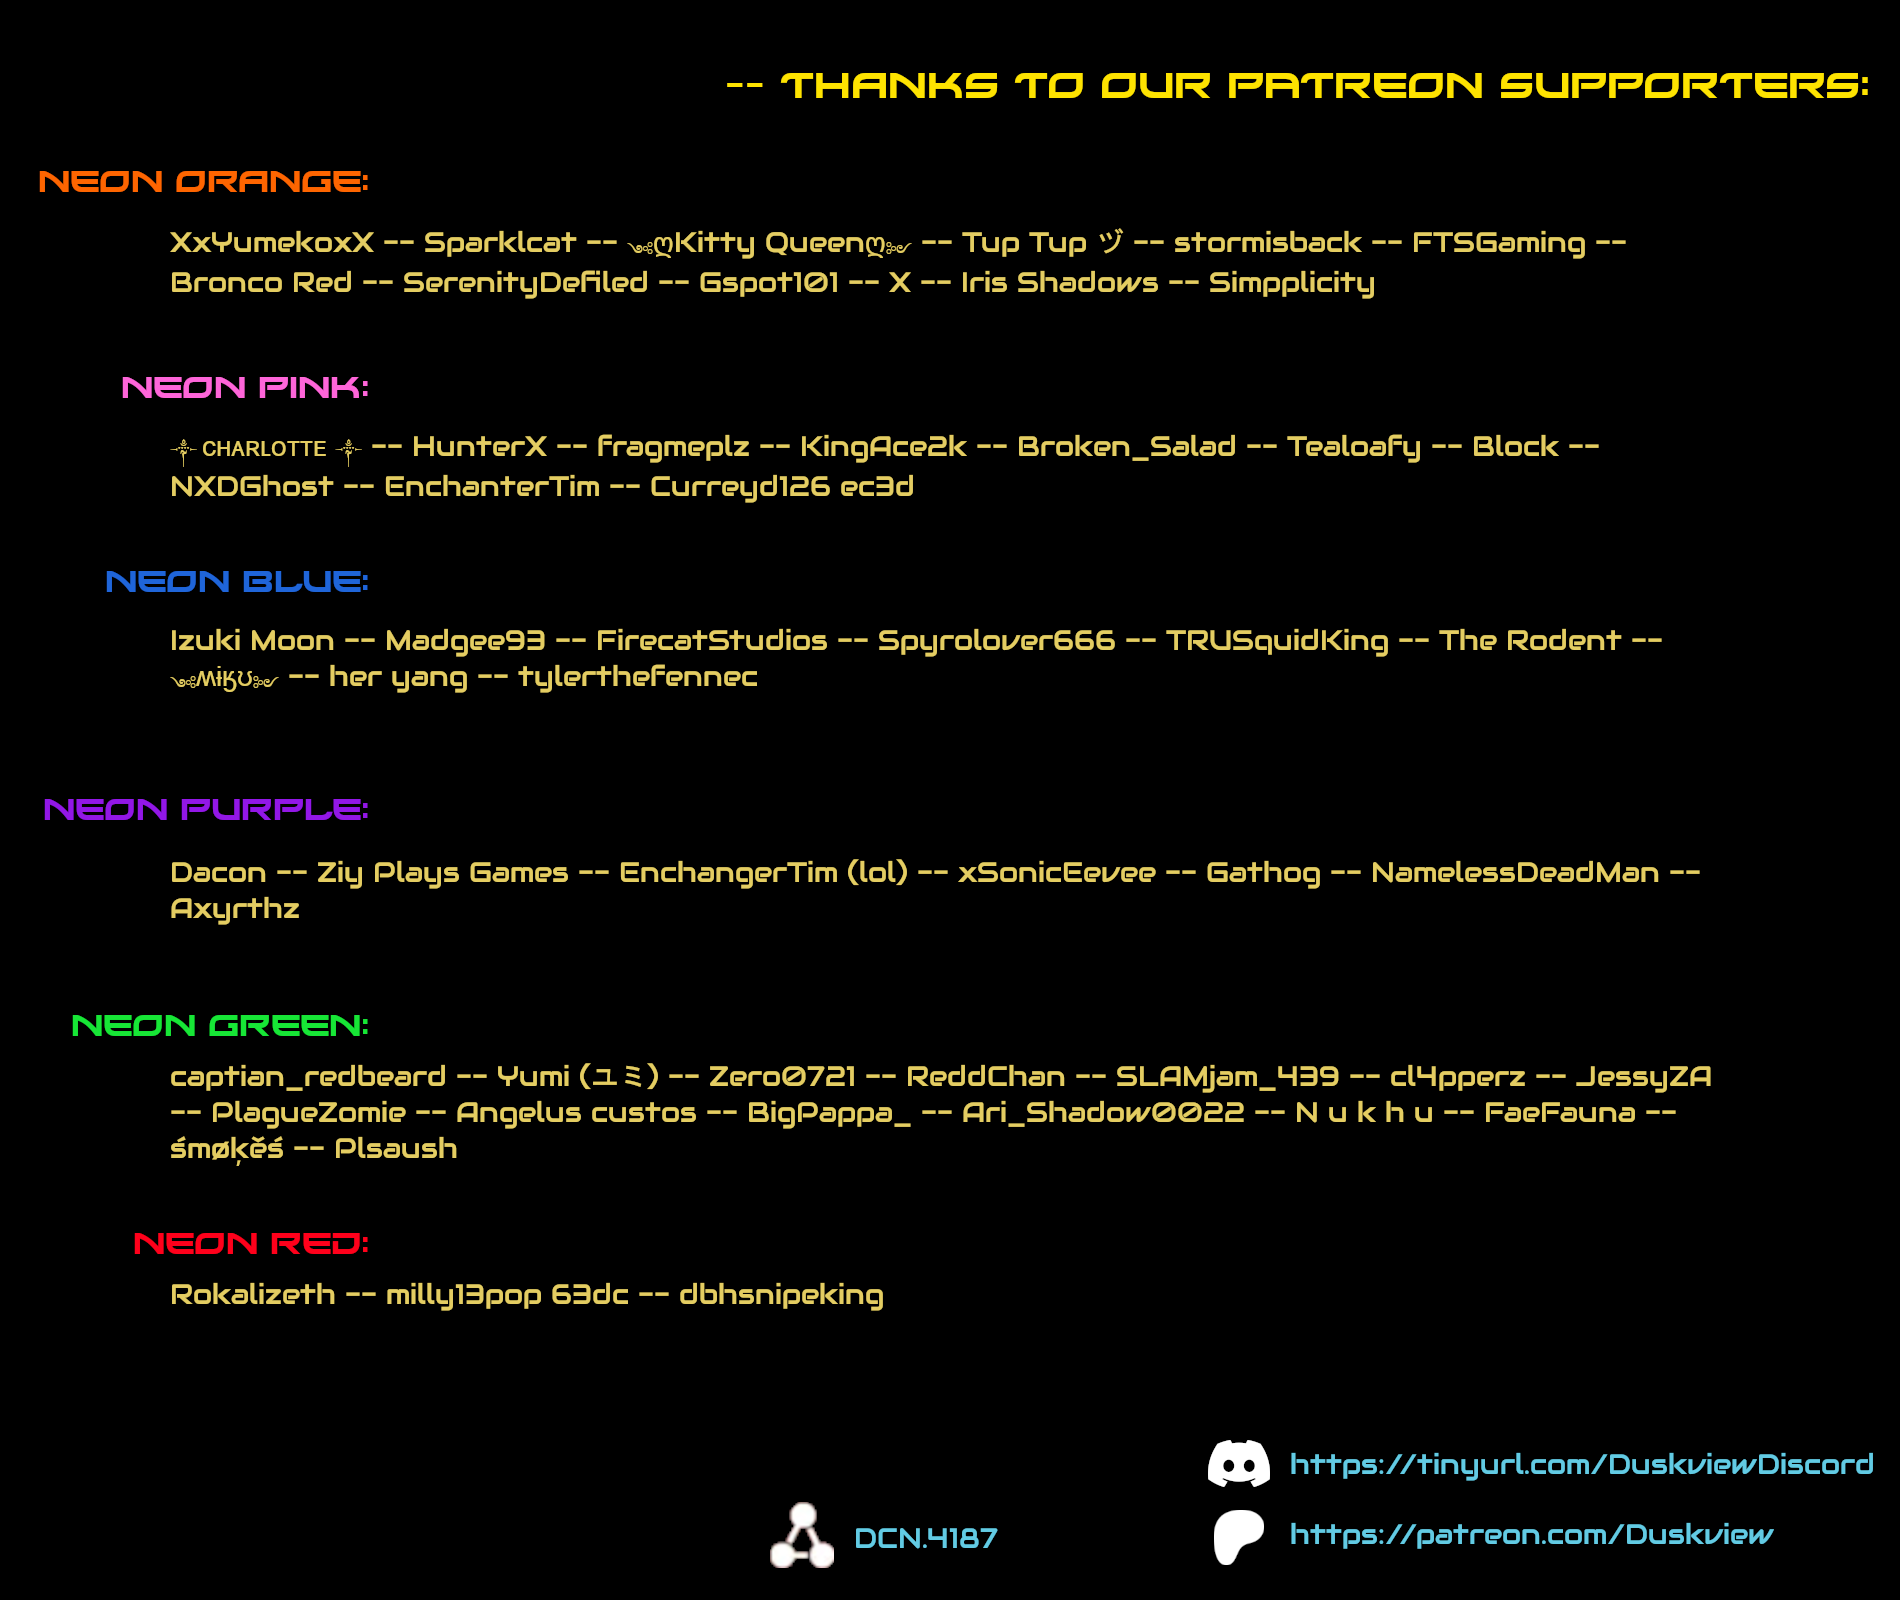 -- THANKS TO OUR PATREON SUPPORTERS:
NEON ORANGE:
XxYumekoxX -- Sparklcat -- ༺ღKitty Queenღ༻ -- Tup Tup ヅ -- stormisback -- FTSGaming --
Bronco Red -- SerenityDefiled -- Gspot101 -- X -- Iris Shadows -- Simpplicity
NEON PINK:
⸸ ᴄʜᴀʀʟᴏᴛᴛᴇ ⸸ -- HunterX -- fragmeplz -- KingAce2k -- Broken_Salad -- Tealoafy -- Block --
NXDGhost -- EnchanterTim -- Curreyd126 ec3d
NEON BLUE:
Izuki Moon -- Madgee93 -- FirecatStudios -- Spyrolover666 -- TRUSquidKing -- The Rodent --
༺ʍɨӄʊ༻ -- her yang -- tylerthefennec
NEON PURPLE:
Dacon -- Ziy Plays Games -- EnchangerTim (lol) -- xSonicEevee -- Gathog -- NamelessDeadMan --
Axyrthz
NEON GREEN:
captian_redbeard -- Yumi (ユミ) -- Zero0721 -- ReddChan -- SLAMjam_439 -- cl4pperz -- JessyZA
-- PlagueZomie -- Angelus custos -- BigPappa_ -- Ari_Shadow0022 -- N u k h u -- FaeFauna --
śmøķěś -- Plsaush
NEON RED:
Rokalizeth -- milly13pop 63dc -- dbhsnipeking
https://tinyurl.com/DuskviewDiscord
DCN.4187
https://patreon.com/Duskview